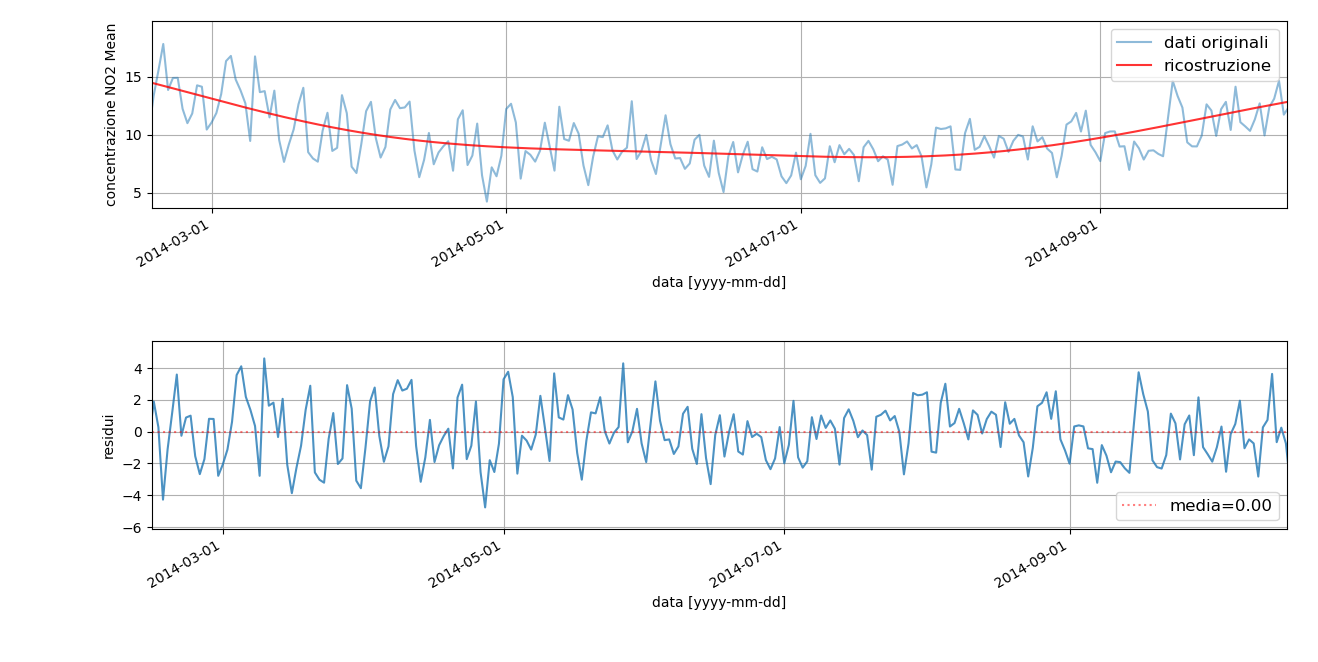 concentrazione NO2 Mean
15
10
5
dati originali
ricostruzione
2014-03-01
2014-05-01
2014-07-01
2014-09-01
data [yyyy-mm-dd]
residui
4
2
0
−2
−4
−6
media=0.00
2014-03-01
2014-05-01
2014-07-01
2014-09-01
data [yyyy-mm-dd]